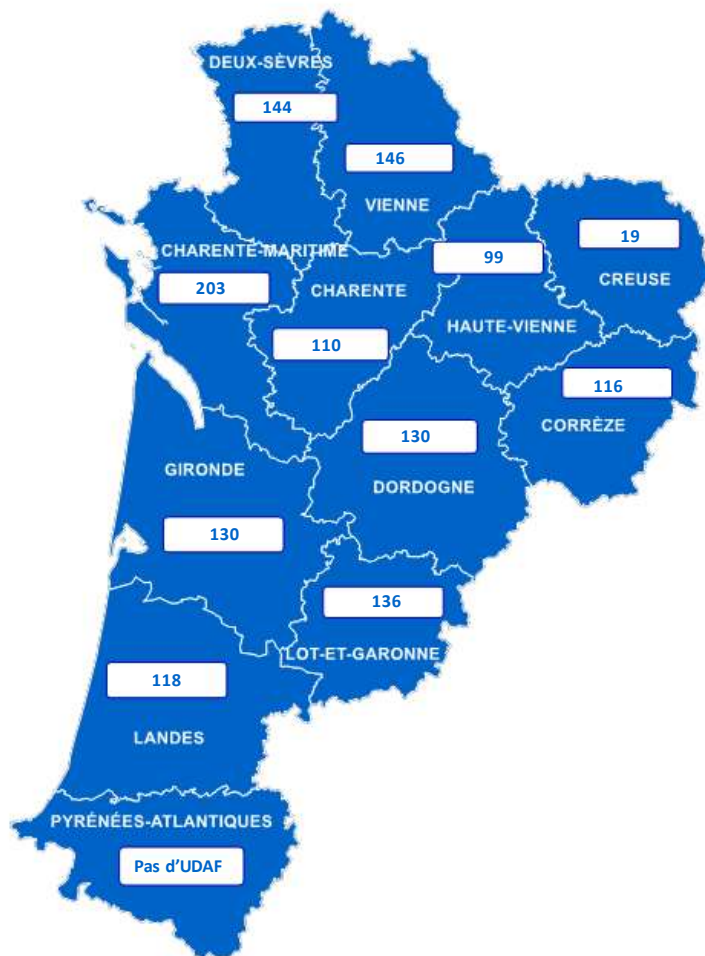 DEUX-SÈVRES
144
146
VIENNE
19
CREUSE
CHARENTE-MARITIME
203
99
HAUTE-VIENNE
CHARENTE
110
116
CORRÈZE
130
DORDOGNE
GIRONDE
130
136
LOT-ET-GARONNE
118
LANDES
PYRÉNÉES-ATLANTIQUES
Pas d’UDAF